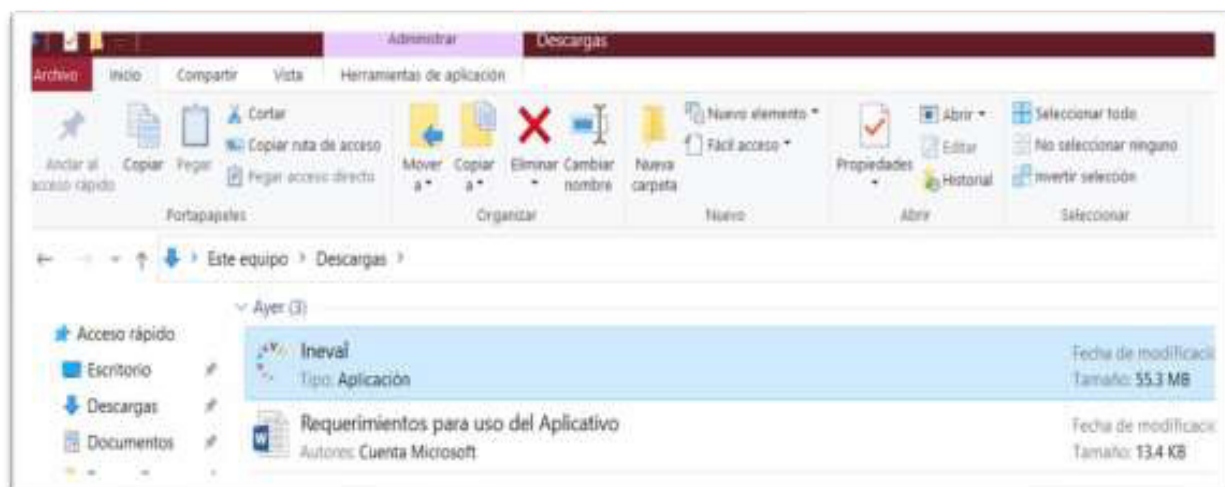 Administrar Descargas
Archivo Inicio Compartir Vista Herramientas de aplicación
Anclar al acceso rápido
Copiar
Pegar
Cortar
Copiar ruta de acceso
Pegar acceso directo
Portapapeles
Mover a
Copiar a
Eliminar
Cambiar nombre
Organizar
Nueva carpeta
Nuevo elemento
Fácil acceso
Nuevo
Propiedades
Abrir
Editar
Historial
Abrir
Seleccionar todo
No seleccionar ninguno
Invertir selección
Seleccionar
Este equipo > Descargas >
Ayer (3)
Acceso rápido
Escritorio
Descargas
Documentos
Ineval
Tipo: Aplicación
Fecha de modificació
Tamaño: 55.3 MB
Requerimientos para uso del Aplicativo
Autores: Cuenta Microsoft
Fecha de modificació
Tamaño: 13.4 KB